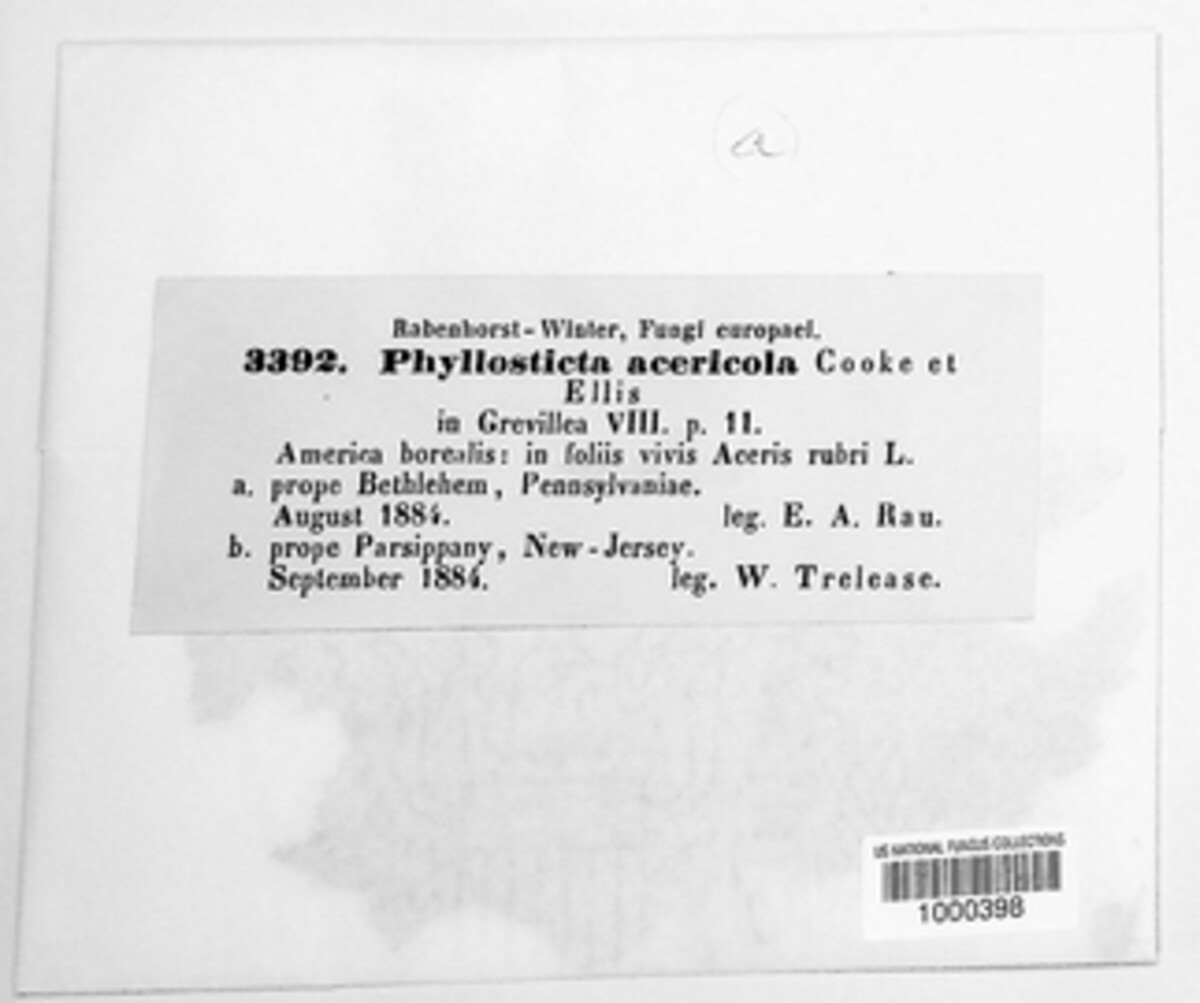 a
Rabenhorst-Winter, Fungi europaei.
3392. Phyllosticta acericola Cooke et
Ellis
in Grevillea VIII. p. 11.
America borealis: in foliis vivis Aceris rubri L.
a. prope Bethlehem, Pennsylvaniae.
August 1884. leg. E. A. Rau.
b. prope Parsippany, New-Jersey.
September 1884. leg. W. Trelease.
US NATIONAL FUNGUS COLLECTIONS
1000398